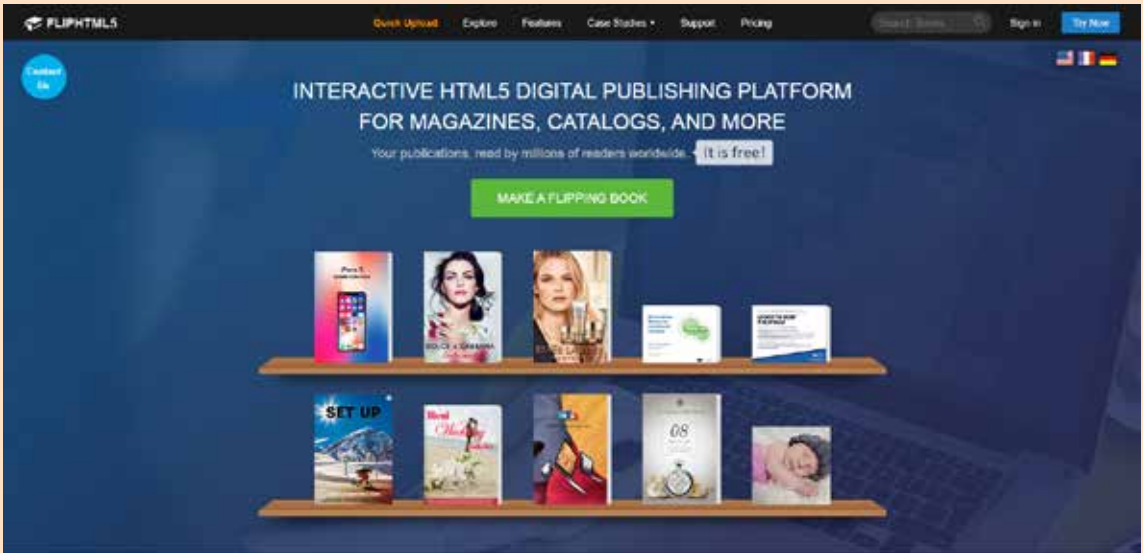 FLIPHTML5
Quick Upload Explore Features Case Studies Support Pricing
Sign in Try Now
Contact
Us
INTERACTIVE HTML5 DIGITAL PUBLISHING PLATFORM
FOR MAGAZINES, CATALOGS, AND MORE
Your publications, read by millions of readers worldwide.
It is free!
MAKE A FLIPPING BOOK
SET UP
08